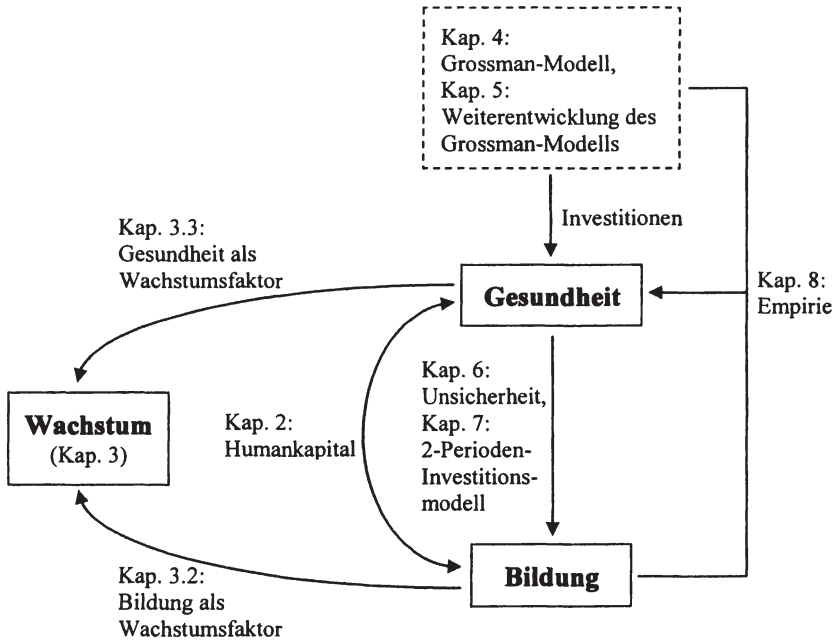 Kap. 4:
Grossman-Modell,
Kap. 5:
Weiterentwicklung des
Grossman-Modells
Investitionen
Kap. 3.3:
Gesundheit als
Wachstumsfaktor
Gesundheit
Kap. 8:
Empirie
Kap. 6:
Unsicherheit,
Kap. 7:
2-Perioden-
Investitions-
modell
Wachstum
(Kap. 3)
Kap. 2:
Humankapital
Kap. 3.2:
Bildung als
Wachstumsfaktor
Bildung